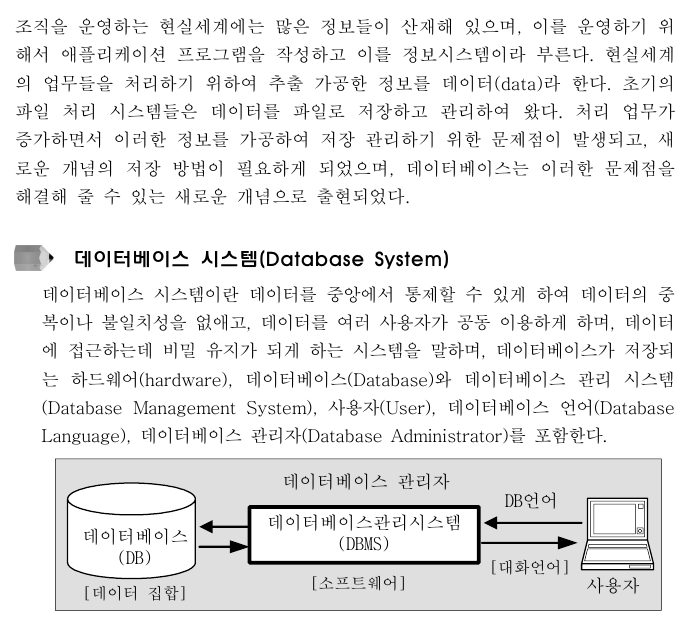 조직을 운영하는 현실세계에는 많은 정보들이 산재해 있으며, 이를 운영하기 위
해서 애플리케이션 프로그램을 작성하고 이를 정보시스템이라 부른다. 현실세계
의 업무들을 처리하기 위하여 추출 가공한 정보를 데이터(data)라 한다. 초기의
파일 처리 시스템들은 데이터를 파일로 저장하고 관리하여 왔다. 처리 업무가
증가하면서 이러한 정보를 가공하여 저장 관리하기 위한 문제점이 발생되고, 새
로운 개념의 저장 방법이 필요하게 되었으며, 데이터베이스는 이러한 문제점을
해결해 줄 수 있는 새로운 개념으로 출현되었다.
데이터베이스 시스템(Database System)
데이터베이스 시스템이란 데이터를 중앙에서 통제할 수 있게 하여 데이터의 중
복이나 불일치성을 없애고, 데이터를 여러 사용자가 공동 이용하게 하며, 데이터
에 접근하는데 비밀 유지가 되게 하는 시스템을 말하며, 데이터베이스가 저장되
는 하드웨어(hardware), 데이터베이스(Database)와 데이터베이스 관리 시스템
(Database Management System), 사용자(User), 데이터베이스 언어(Database
Language), 데이터베이스 관리자(Database Administrator)를 포함한다.
데이터베이스 관리자
데이터베이스
(DB)
[데이터 집합]
데이터베이스관리시스템
(DBMS)
[소프트웨어]
DB언어
[대화언어]
사용자